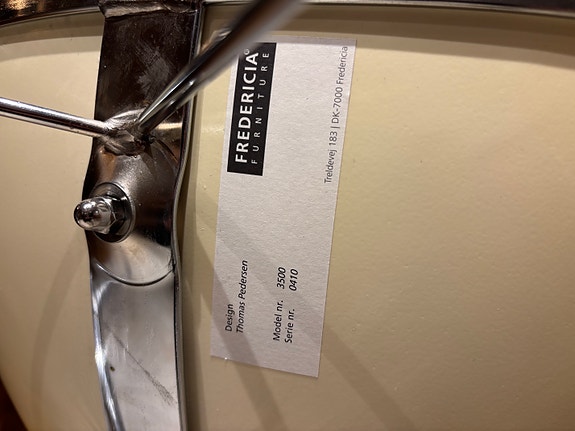 FREDERICIA®
FURNITURE
Treldevej 183 | DK-7000 Fredericia
Design
Thomas Pedersen
Model nr. 3500
Serie nr. 0410